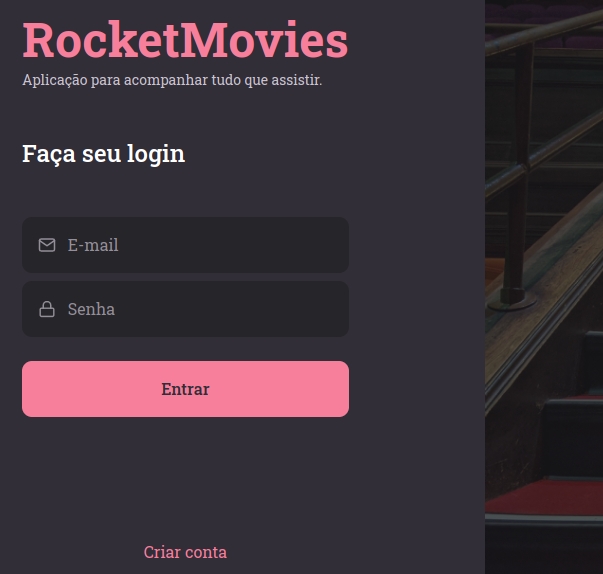 RocketMovies
Aplicação para acompanhar tudo que assistir.
Faça seu login
E-mail
Senha
Entrar
Criar conta